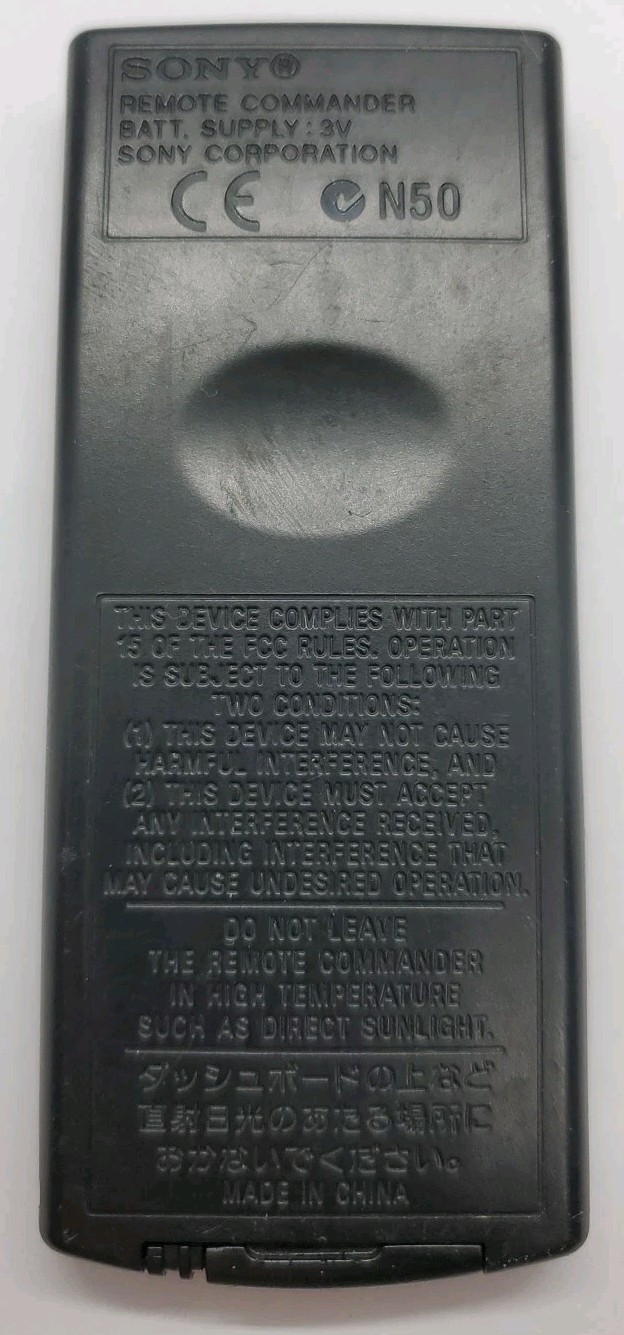 SONY®
REMOTE COMMANDER
BATT. SUPPLY : 3V
SONY CORPORATION
CE N50
THIS DEVICE COMPLIES WITH PART
15 OF THE FCC RULES. OPERATION
IS SUBJECT TO THE FOLLOWING
TWO CONDITIONS:
(1) THIS DEVICE MAY NOT CAUSE
HARMFUL INTERFERENCE, AND
(2) THIS DEVICE MUST ACCEPT
ANY INTERFERENCE RECEIVED,
INCLUDING INTERFERENCE THAT
MAY CAUSE UNDESIRED OPERATION.
DO NOT LEAVE
THE REMOTE COMMANDER
IN HIGH TEMPERATURE
SUCH AS DIRECT SUNLIGHT.
ダッシュボードの上など
直射日光のあたる場所に
おかないでください。
MADE IN CHINA